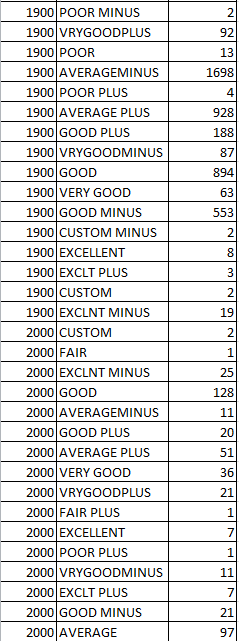 1900 POOR MINUS 2
1900 VRYGOODPLUS 92
1900 POOR 13
1900 AVERAGEMINUS 1698
1900 POOR PLUS 4
1900 AVERAGE PLUS 928
1900 GOOD PLUS 188
1900 VRYGOODMINUS 87
1900 GOOD 894
1900 VERY GOOD 63
1900 GOOD MINUS 553
1900 CUSTOM MINUS 2
1900 EXCELLENT 8
1900 EXCLT PLUS 3
1900 CUSTOM 2
1900 EXCLNT MINUS 19
2000 CUSTOM 2
2000 FAIR 1
2000 EXCLNT MINUS 25
2000 GOOD 128
2000 AVERAGEMINUS 11
2000 GOOD PLUS 20
2000 AVERAGE PLUS 51
2000 VERY GOOD 36
2000 VRYGOODPLUS 21
2000 FAIR PLUS 1
2000 EXCELLENT 7
2000 POOR PLUS 1
2000 VRYGOODMINUS 11
2000 EXCLT PLUS 7
2000 GOOD MINUS 21
2000 AVERAGE 97